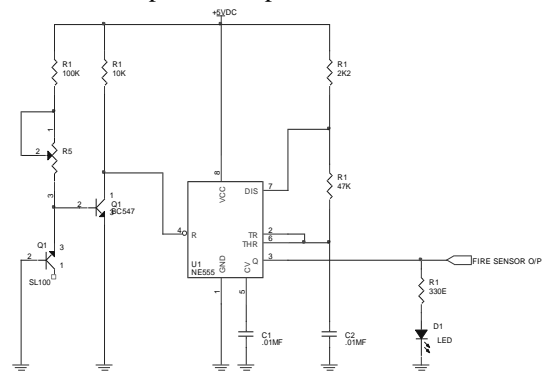 +5VDC
R1
100K
R1
10K
R1
2K2
1
2
R5
3
8
VCC
DIS
7
R1
47K
2
1
Q1
BC547
3
4
R
TR
2
THR
6
Q
3
FIRE SENSOR O/P
Q1
3
2
1
SL100
U1
NE555
GND
CV
1
5
R1
330E
C1
.01MF
C2
.01MF
D1
LED